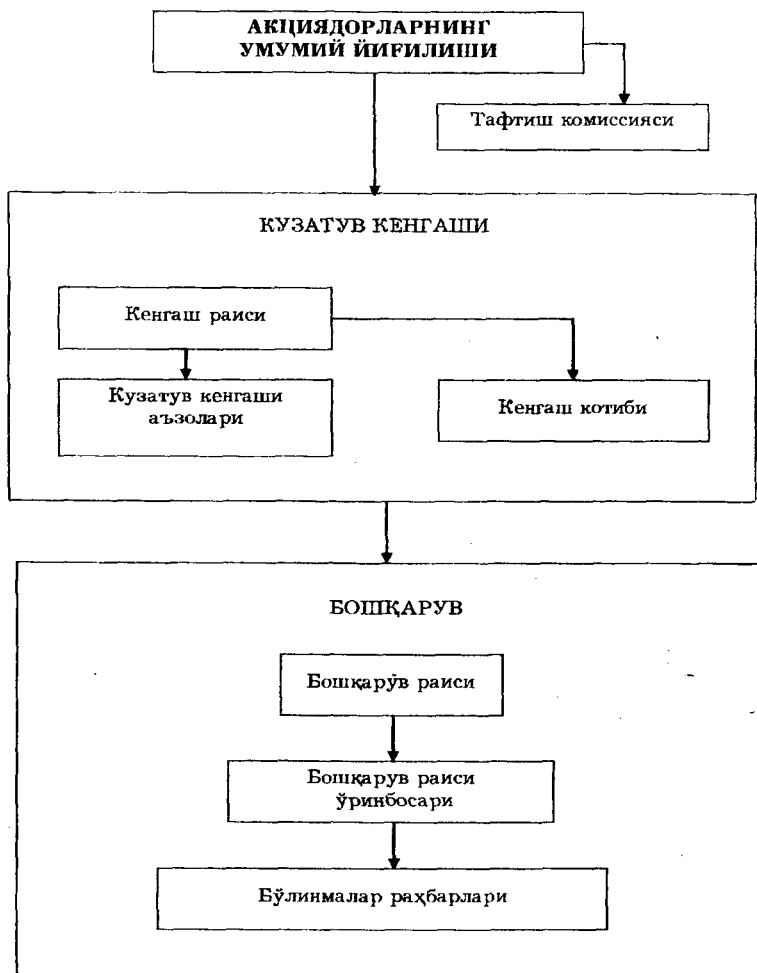 АКЦИЯДОРЛАРНИНГ
УМУМИЙ ЙИҒИЛИШИ
Тафтиш комиссияси
КУЗАТУВ КЕНГАШИ
Кенгаш раиси
Кузатув кенгаши
аъзолари
Кенгаш котиби
БОШҚАРУВ
Бошқарув раиси
Бошқарув раиси
ўринбосари
Бўлинмалар раҳбарлари